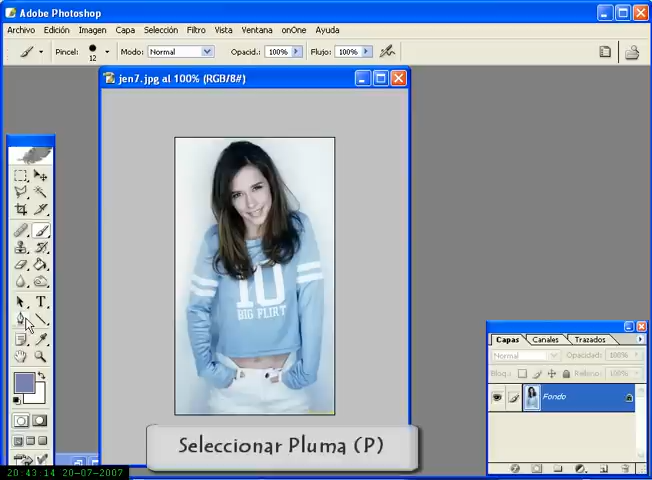 Adobe Photoshop
Archivo Edición Imagen Capa Selección Filtro Vista Ventana onOne Ayuda
Pincel: 12 Modo: Normal Opacid.: 100% Flujo: 100%
jen7.jpg al 100% (RGB/8#)
10
BIG FLIRT
Capas Canales Trazados
Normal Opacidad: 100%
Bloq.: Relleno: 100%
Fondo
Seleccionar Pluma (P)
20:43:14 20-07-2007